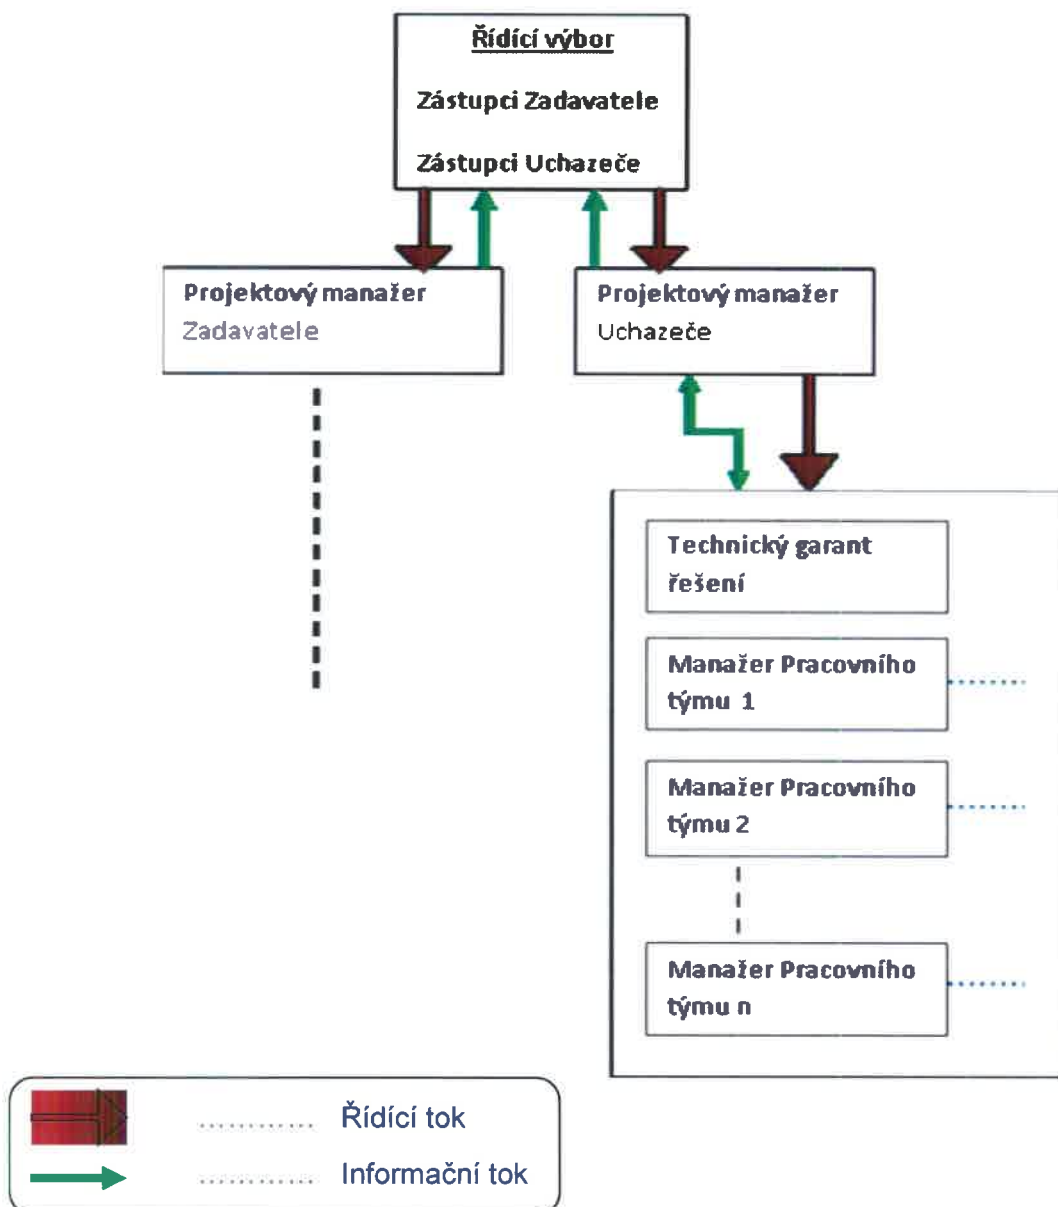 Řídící výbor
Zástupci Zadavatele
Zástupci Uchazeče
Projektový manažer
Zadavatele
Projektový manažer
Uchazeče
Technický garant
řešení
Manažer Pracovního
týmu 1
Manažer Pracovního
týmu 2
Manažer Pracovního
týmu n
Řídící tok
Informační tok